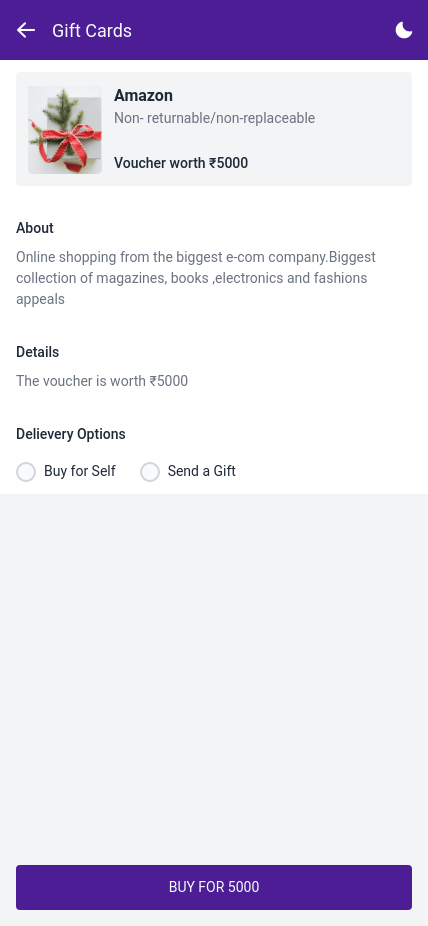 Gift Cards
Amazon
Non- returnable/non-replaceable
Voucher worth ₹5000
About
Online shopping from the biggest e-com company.Biggest
collection of magazines, books ,electronics and fashions
appeals
Details
The voucher is worth ₹5000
Delievery Options
Buy for Self
Send a Gift
BUY FOR 5000